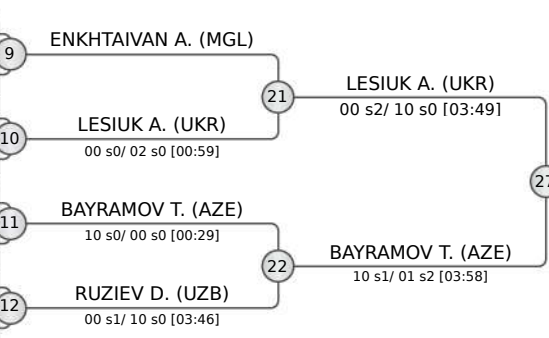 9
ENKHTAIVAN A. (MGL)
21
LESIUK A. (UKR)
00 s2/ 10 s0 [03:49]
10
LESIUK A. (UKR)
00 s0/ 02 s0 [00:59]
27
11
BAYRAMOV T. (AZE)
10 s0/ 00 s0 [00:29]
22
BAYRAMOV T. (AZE)
10 s1/ 01 s2 [03:58]
12
RUZIEV D. (UZB)
00 s1/ 10 s0 [03:46]